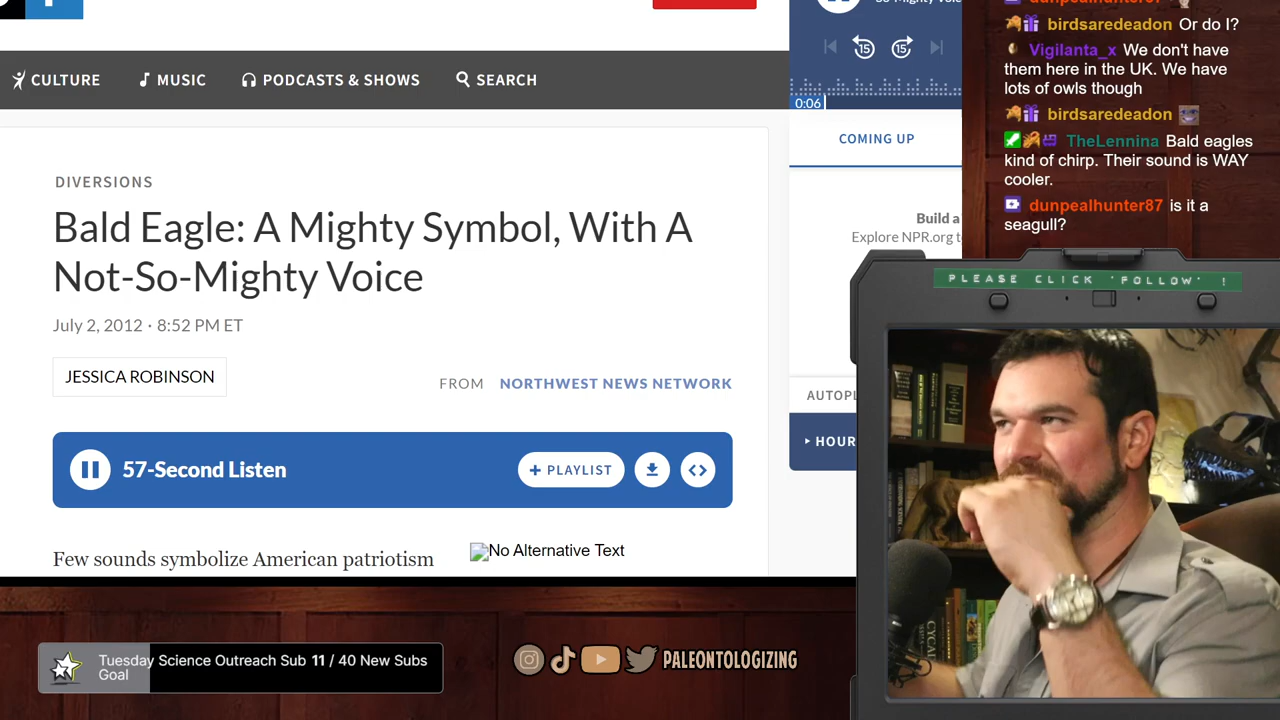 CULTURE
MUSIC
PODCASTS & SHOWS
SEARCH
DIVERSIONS
Bald Eagle: A Mighty Symbol, With A
Not-So-Mighty Voice
July 2, 2012 · 8:52 PM ET
JESSICA ROBINSON
FROM NORTHWEST NEWS NETWORK
57-Second Listen
+ PLAYLIST
Few sounds symbolize American patriotism
No Alternative Text
15
15
0:06
COMING UP
Build a
Explore NPR.org
AUTOPL
HOUR
birdsaredeadon Or do I?
Vigilanta_x We don't have
them here in the UK. We have
lots of owls though
birdsaredeadon
TheLennina Bald eagles
kind of chirp. Their sound is WAY
cooler.
dunpealhunter87 is it a
seagull?
PLEASE CLICK 'FOLLOW' !
Tuesday Science Outreach Sub 11 / 40 New Subs
Goal
PALEONTOLOGIZING